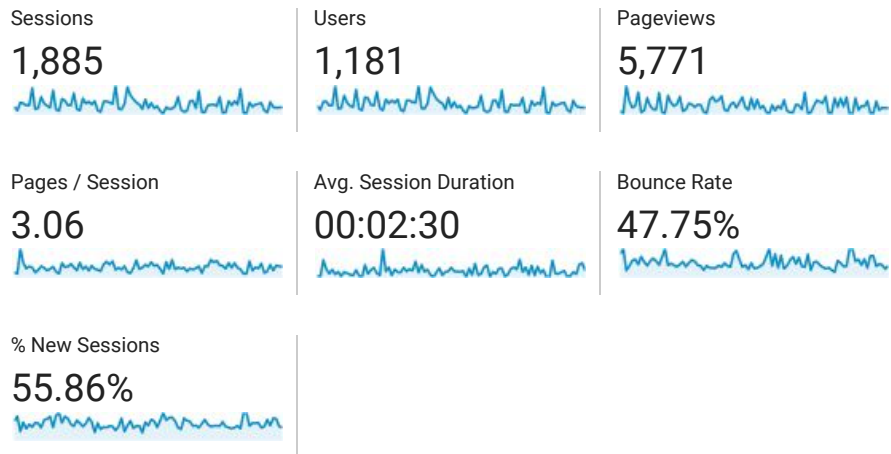 Sessions
1,885
Users
1,181
Pageviews
5,771
Pages / Session
3.06
Avg. Session Duration
00:02:30
Bounce Rate
47.75%
% New Sessions
55.86%